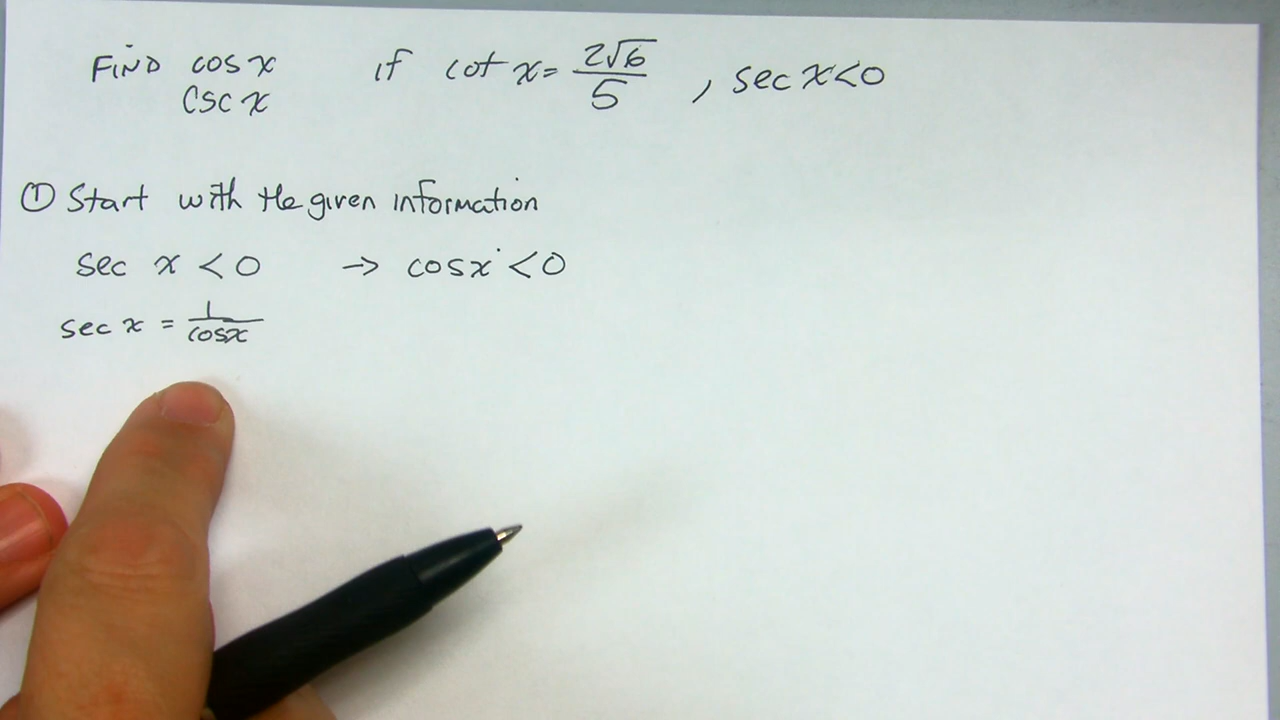 FIND cos x if cot x = 2√6/5 , sec x < 0
csc x
① Start with the given information
sec x < 0 → cos x < 0
sec x = 1/cos x